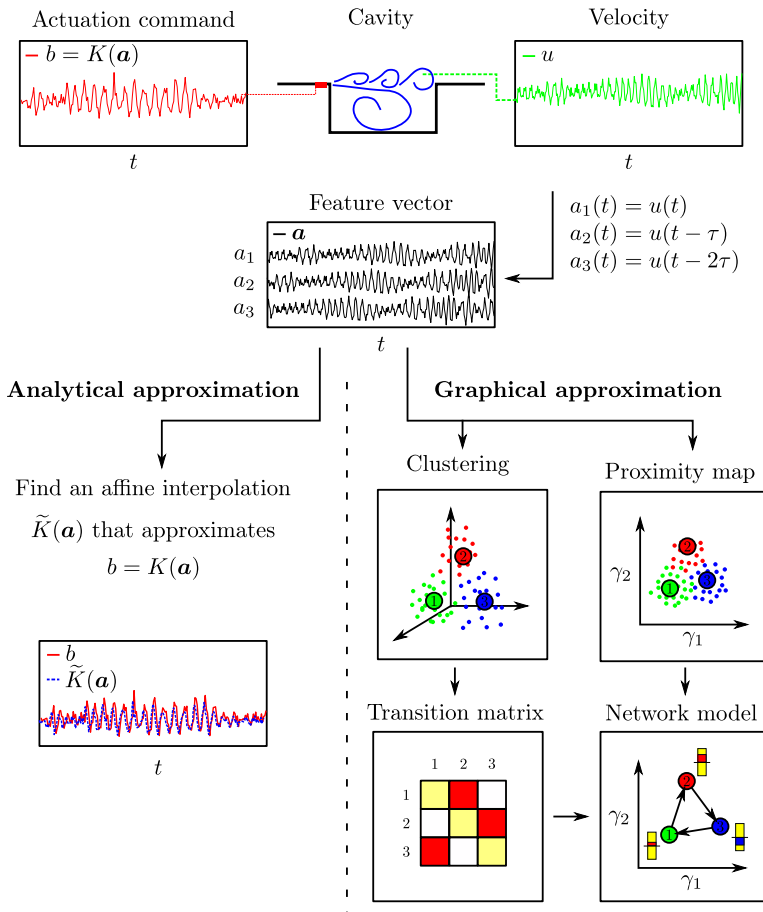 Actuation command
Cavity
Velocity
b = K(a)
u
t
t
a₁(t) = u(t)
a₂(t) = u(t − τ)
a₃(t) = u(t − 2τ)
Feature vector
a
a₁
a₂
a₃
t
Analytical approximation
Graphical approximation
Find an affine interpolation
K̃(a) that approximates
b = K(a)
b
K̃(a)
t
Clustering
2
1
3
Proximity map
γ₂
2
1
3
γ₁
Transition matrix
1 2 3
1
2
3
Network model
γ₂
2
1
3
γ₁